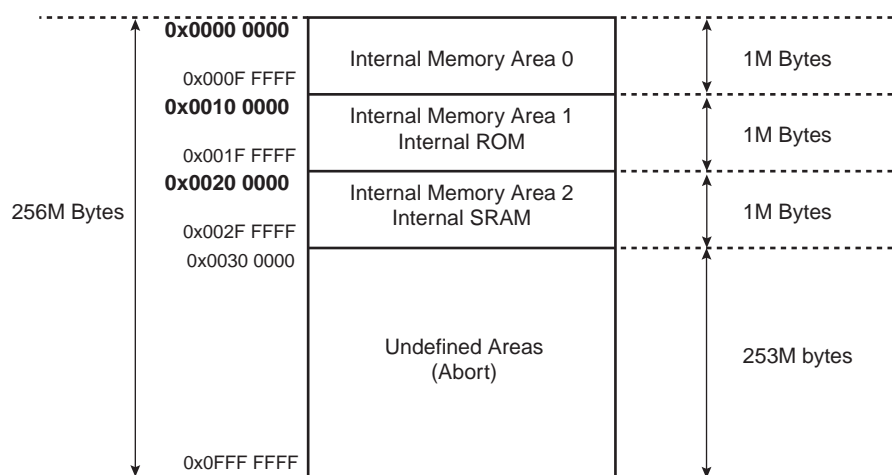 0x0000 0000
Internal Memory Area 0
1M Bytes
0x000F FFFF
0x0010 0000
Internal Memory Area 1
Internal ROM
1M Bytes
0x001F FFFF
0x0020 0000
256M Bytes
Internal Memory Area 2
Internal SRAM
1M Bytes
0x002F FFFF
0x0030 0000
Undefined Areas
(Abort)
253M bytes
0x0FFF FFFF